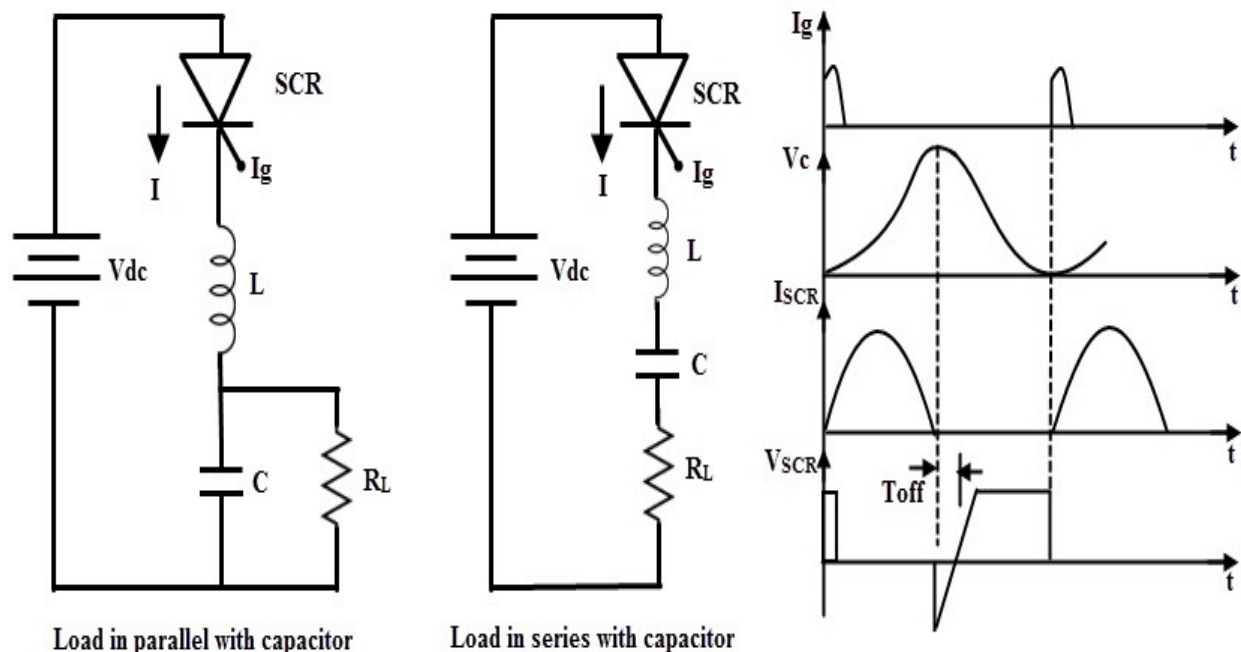 SCR
I
Ig
Vdc
L
C
RL
Load in parallel with capacitor
SCR
I
Ig
Vdc
L
C
RL
Load in series with capacitor
Ig
t
Vc
t
ISCR
t
VSCR
Toff
t